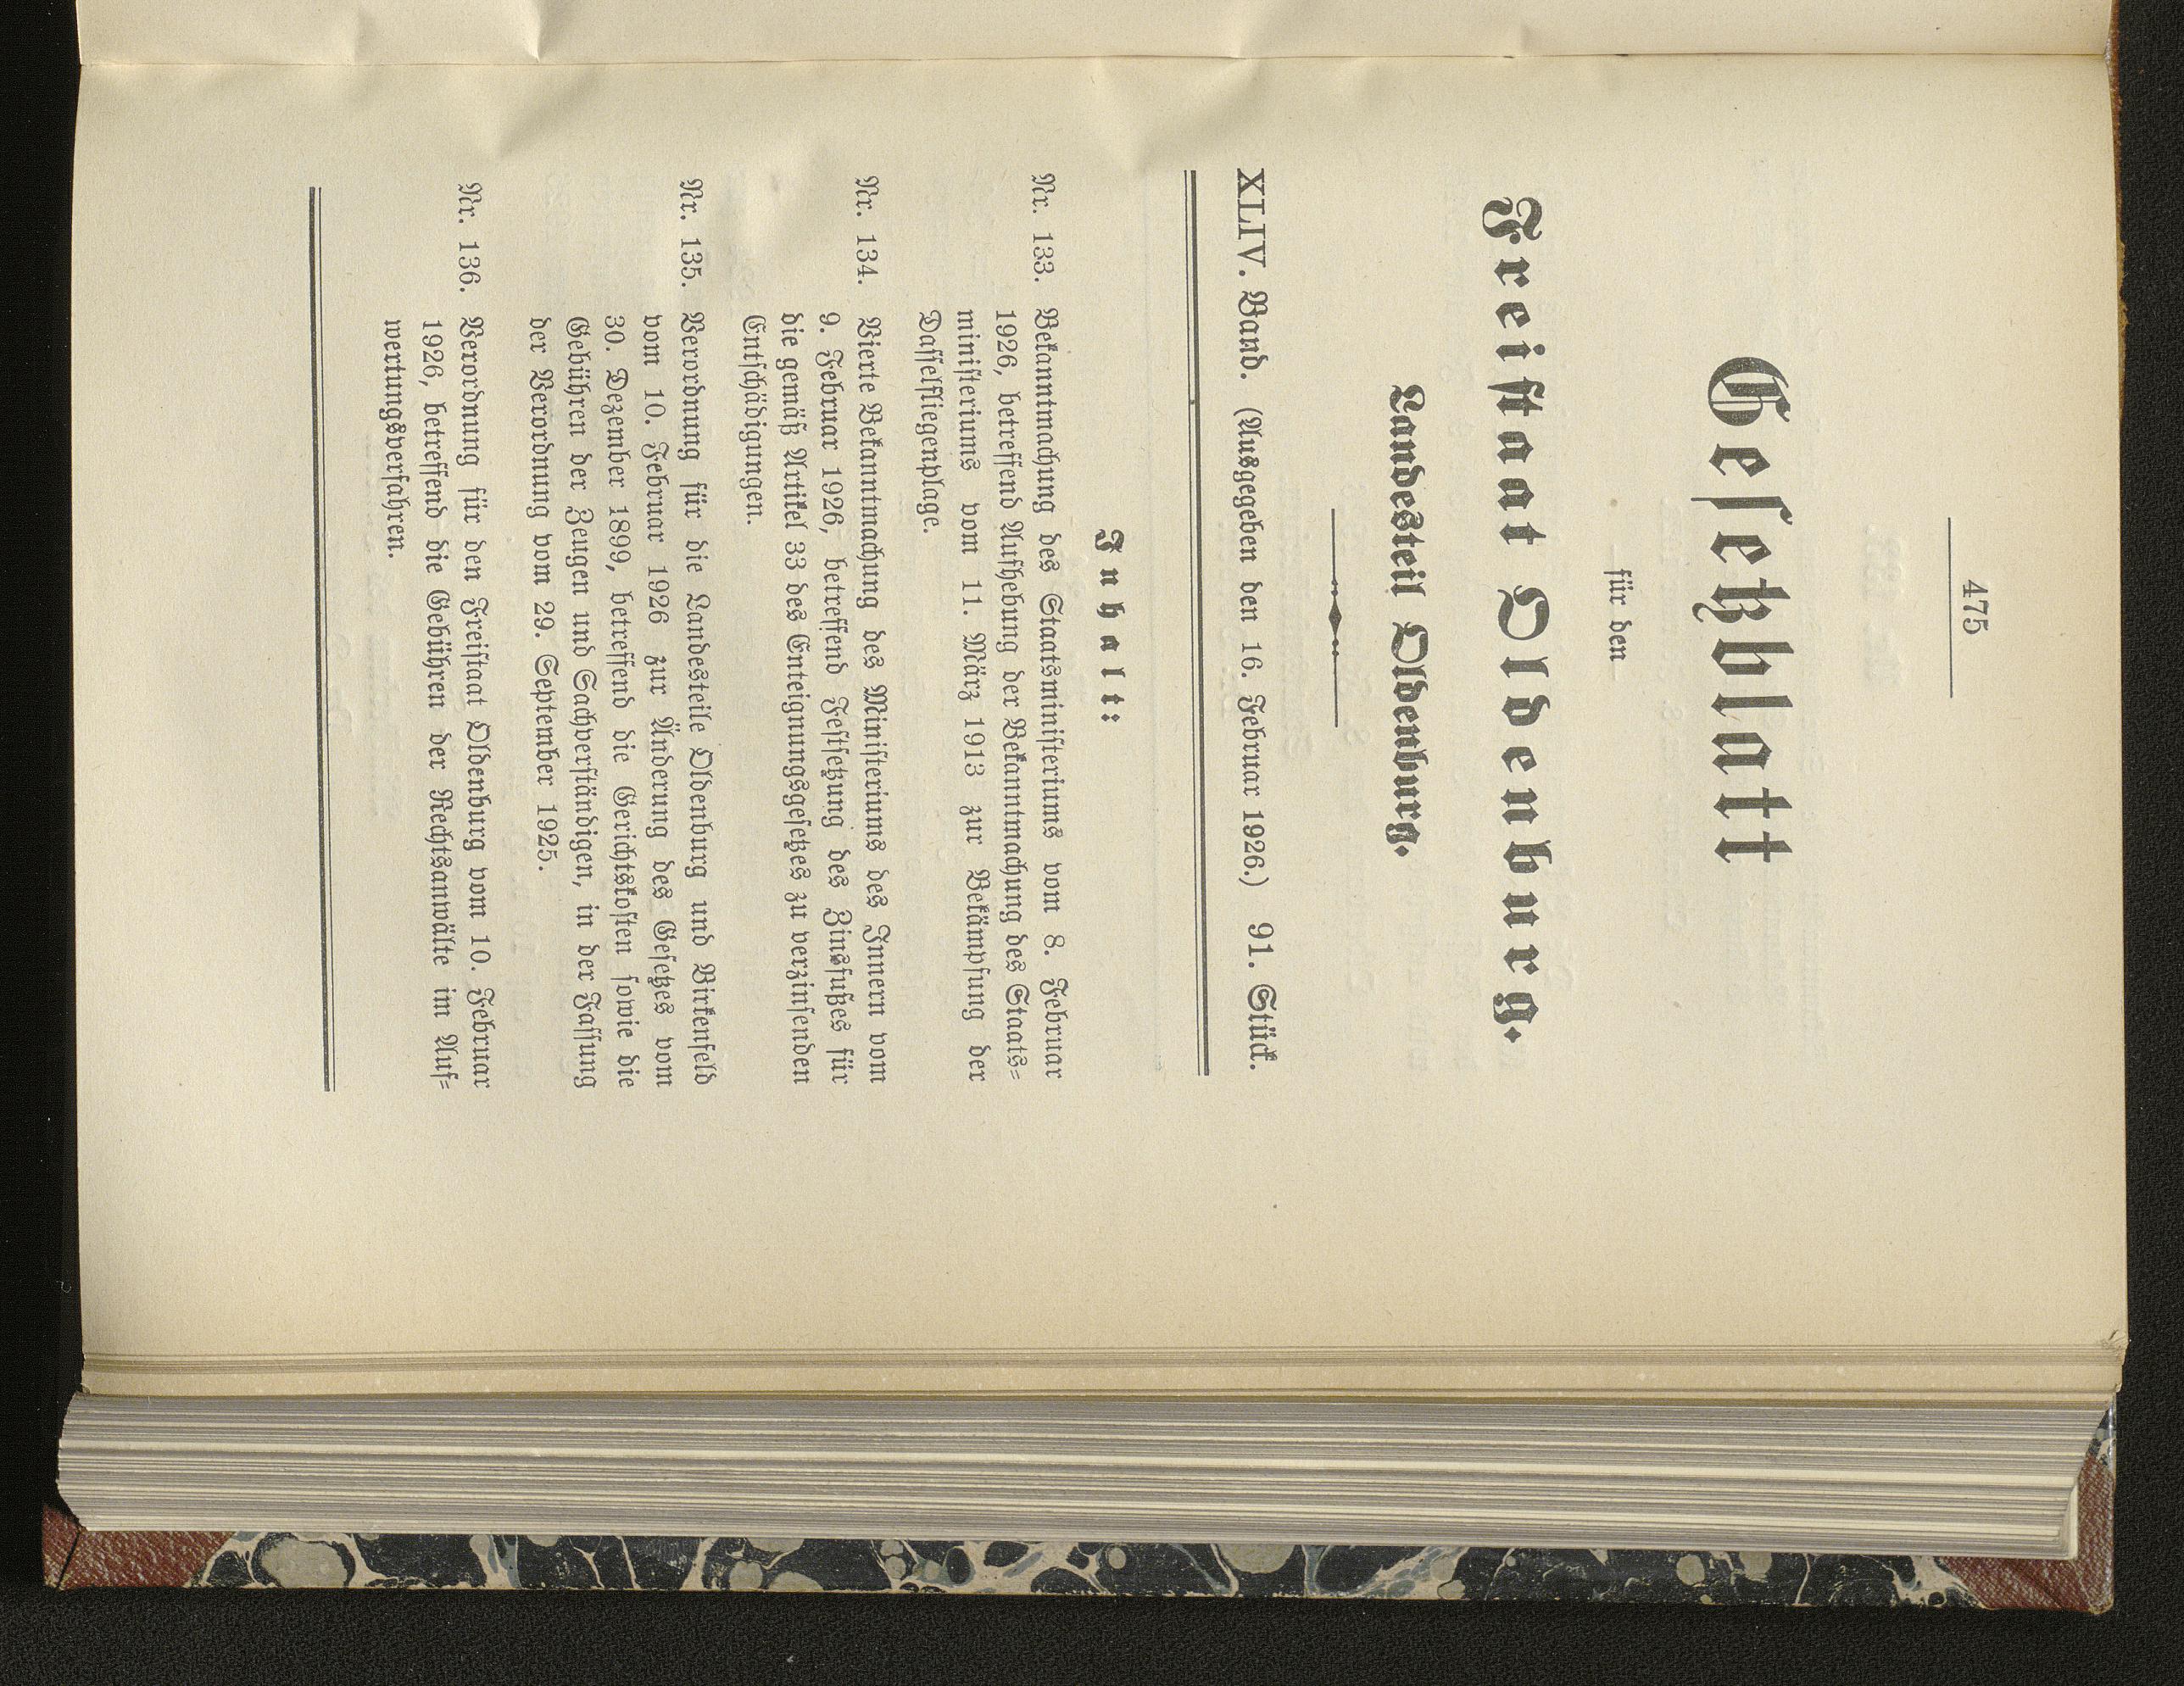 475
Gesetzblatt
für den
Freistaat Oldenburg.
Landesteil Oldenburg.
XLIV. Band. (Ausgegeben den 16. Februar 1926.) 91. Stück.
Inhalt:
Nr. 133. Bekanntmachung des Staatsministeriums vom 8. Februar
1926, betreffend Aufhebung der Bekanntmachung des Staats-
ministeriums vom 11. März 1913 zur Bekämpfung der
Dasselfliegenplage.
Nr. 134. Vierte Bekanntmachung des Ministeriums des Innern vom
9. Februar 1926, betreffend Festsetzung des Zinsfußes für
die gemäß Artikel 33 des Enteignungsgesetzes zu verzinsenden
Entschädigungen.
Nr. 135. Verordnung für die Landesteile Oldenburg und Birkenfeld
vom 10. Februar 1926 zur Änderung des Gesetzes vom
30. Dezember 1899, betreffend die Gerichtskosten sowie die
Gebühren der Zeugen und Sachverständigen, in der Fassung
der Verordnung vom 29. September 1925.
Nr. 136. Verordnung für den Freistaat Oldenburg vom 10. Februar
1926, betreffend die Gebühren der Rechtsanwälte im Auf-
wertungsverfahren.